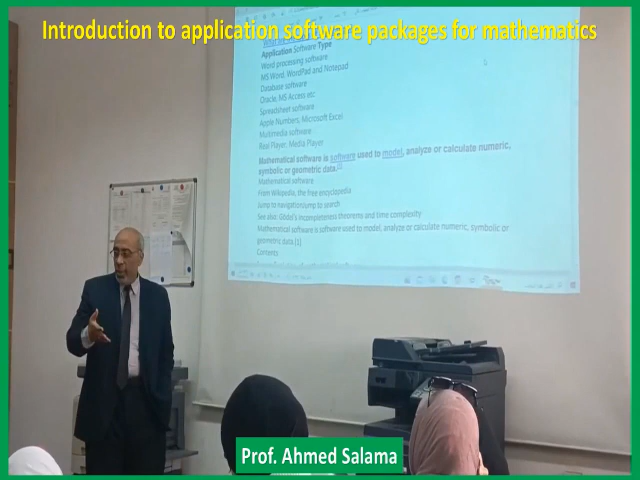 Introduction to application software packages for mathematics
Application Software Type
Word processing software
MS Word, WordPad and Notepad
Database software
Oracle, MS Access etc
Spreadsheet software
Apple Numbers, Microsoft Excel
Multimedia software
Real Player, Media Player
Mathematical software is software used to model, analyze or calculate numeric,
symbolic or geometric data.[1]
Mathematical software
From Wikipedia, the free encyclopedia
Jump to navigationJump to search
See also: Gödel's incompleteness theorems and time complexity
Mathematical software is software used to model, analyze or calculate numeric, symbolic or
geometric data.[1]
Contents
Prof. Ahmed Salama